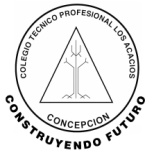 COLEGIO TECNICO PROFESIONAL LOS ACACIOS
CONCEPCION
CONSTRUYENDO FUTURO